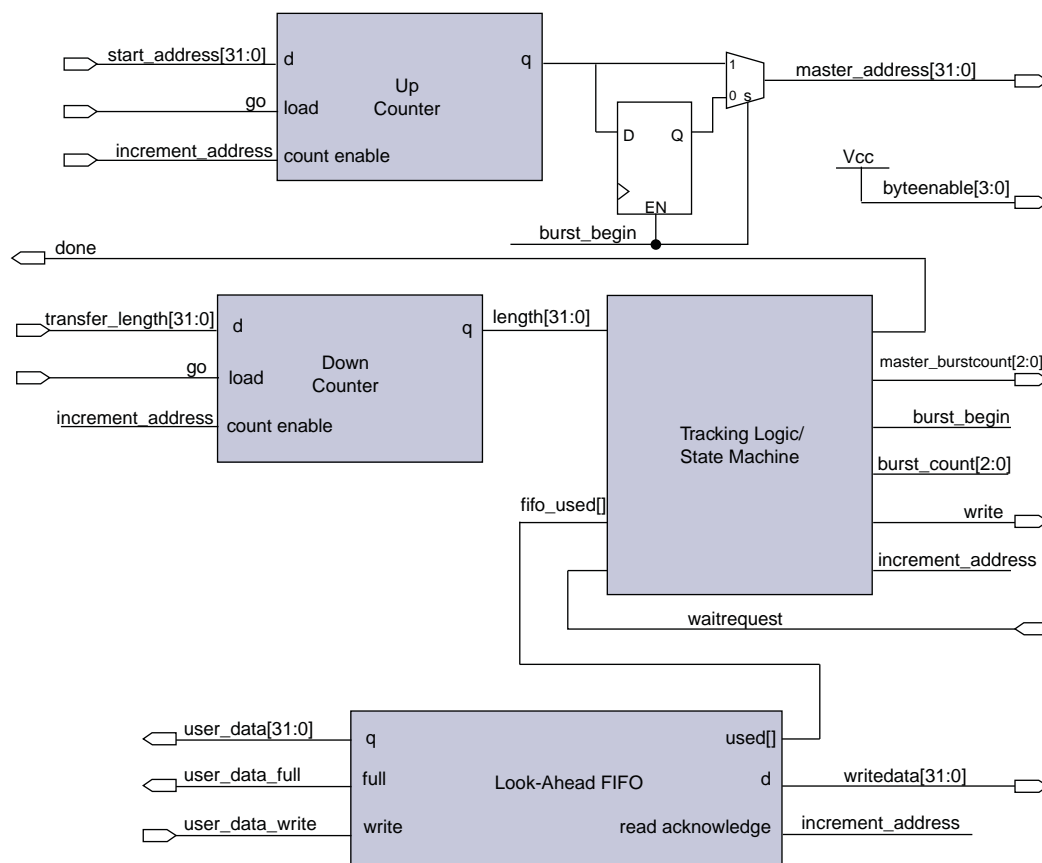 start_address[31:0]
d
q
go
load
Up
Counter
increment_address
count enable
1
0
s
master_address[31:0]
D
Q
EN
burst_begin
Vcc
byteenable[3:0]
done
transfer_length[31:0]
d
q
length[31:0]
go
load
Down
Counter
increment_address
count enable
Tracking Logic/
State Machine
master_burstcount[2:0]
burst_begin
burst_count[2:0]
fifo_used[]
write
increment_address
waitrequest
user_data[31:0]
q
used[]
user_data_full
full
Look-Ahead FIFO
d
writedata[31:0]
user_data_write
write
read acknowledge
increment_address